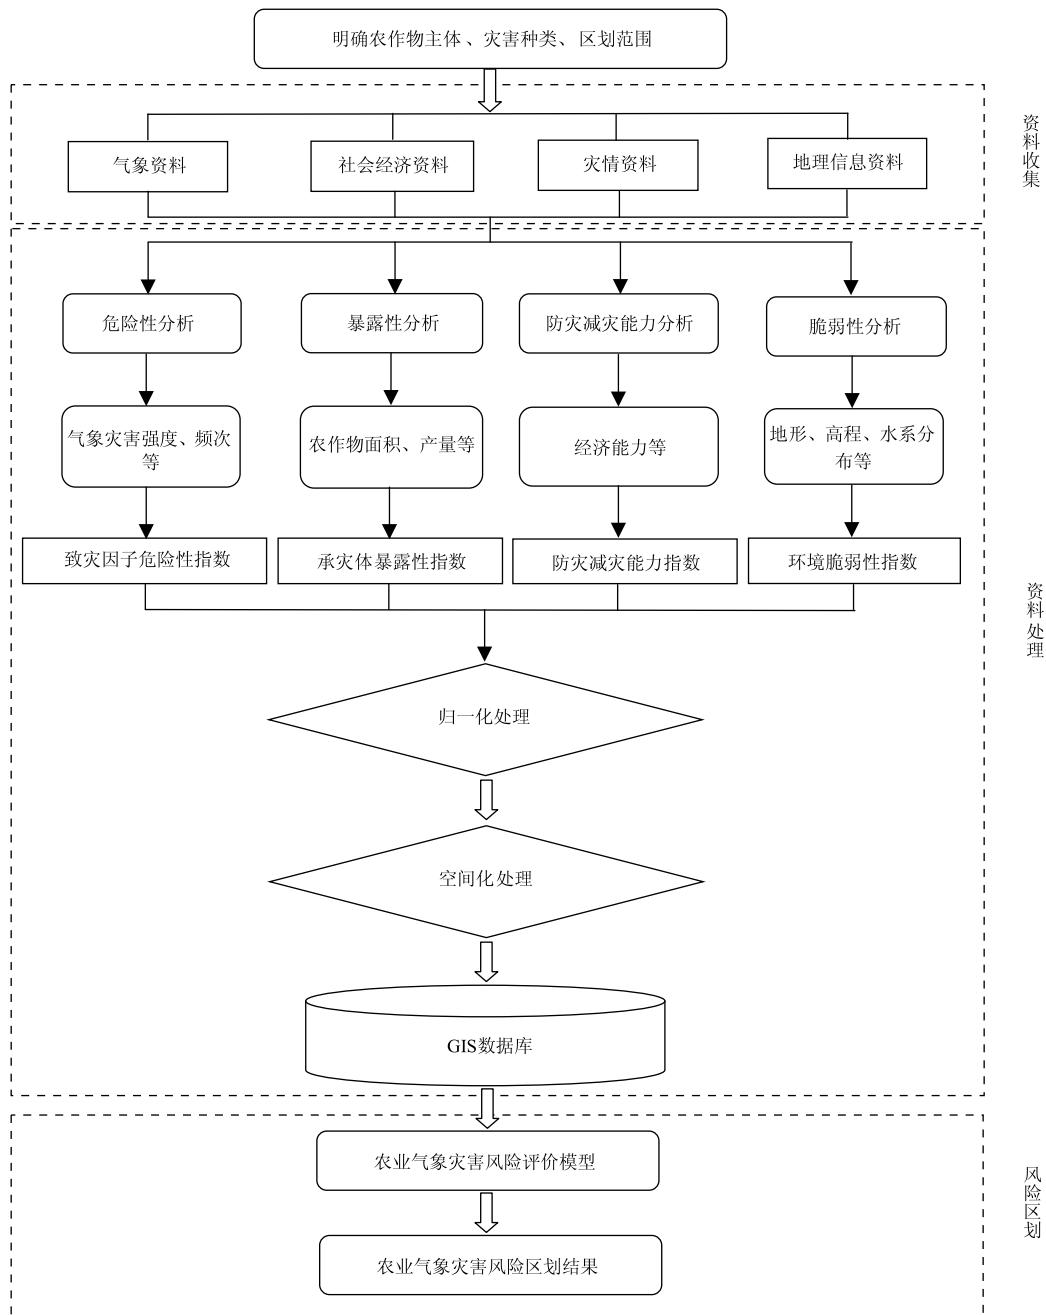 明确农作物主体、灾害种类、区划范围
资料收集
气象资料
社会经济资料
灾情资料
地理信息资料
危险性分析
暴露性分析
防灾减灾能力分析
脆弱性分析
气象灾害强度、频次
等
农作物面积、产量等
经济能力等
地形、高程、水系分
布等
致灾因子危险性指数
承灾体暴露性指数
防灾减灾能力指数
环境脆弱性指数
资料处理
归一化处理
空间化处理
GIS数据库
农业气象灾害风险评价模型
风险区划
农业气象灾害风险区划结果